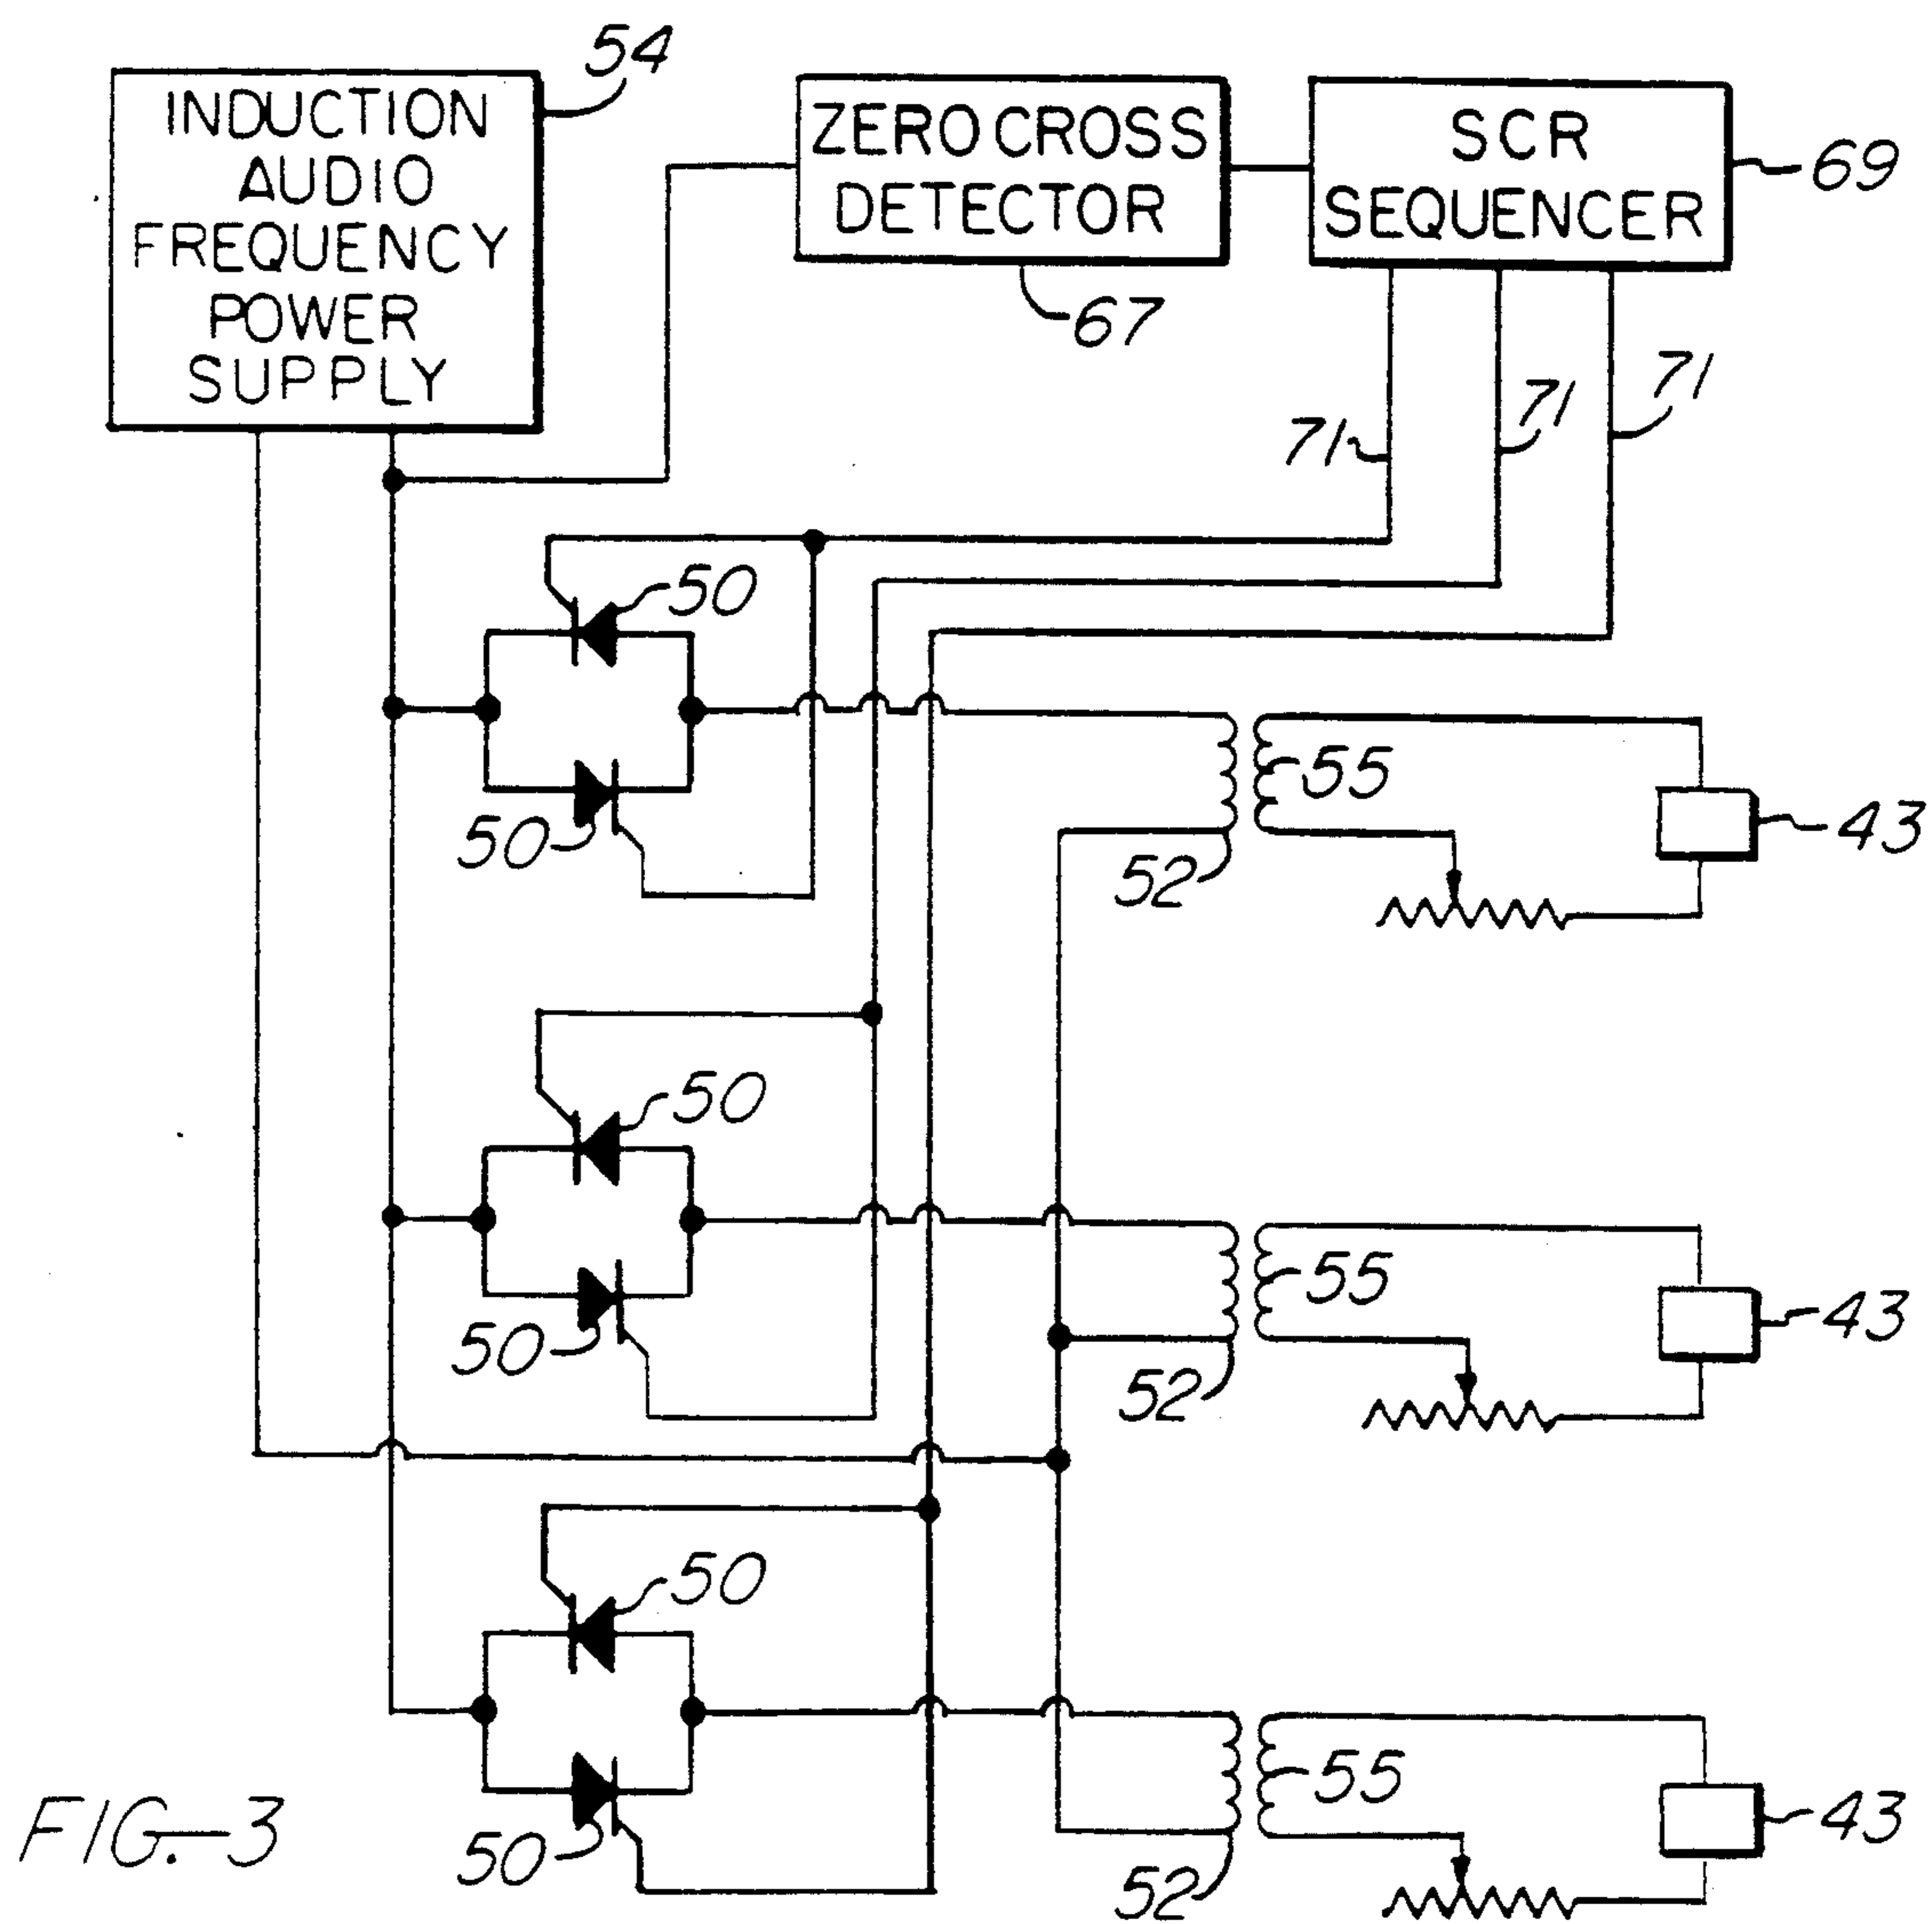 54
INDUCTION
AUDIO
FREQUENCY
POWER
SUPPLY
ZERO CROSS
DETECTOR
67
SCR
SEQUENCER
69
71
71
71
50
50
52
55
43
50
50
52
55
43
50
50
52
55
43
FIG.-3